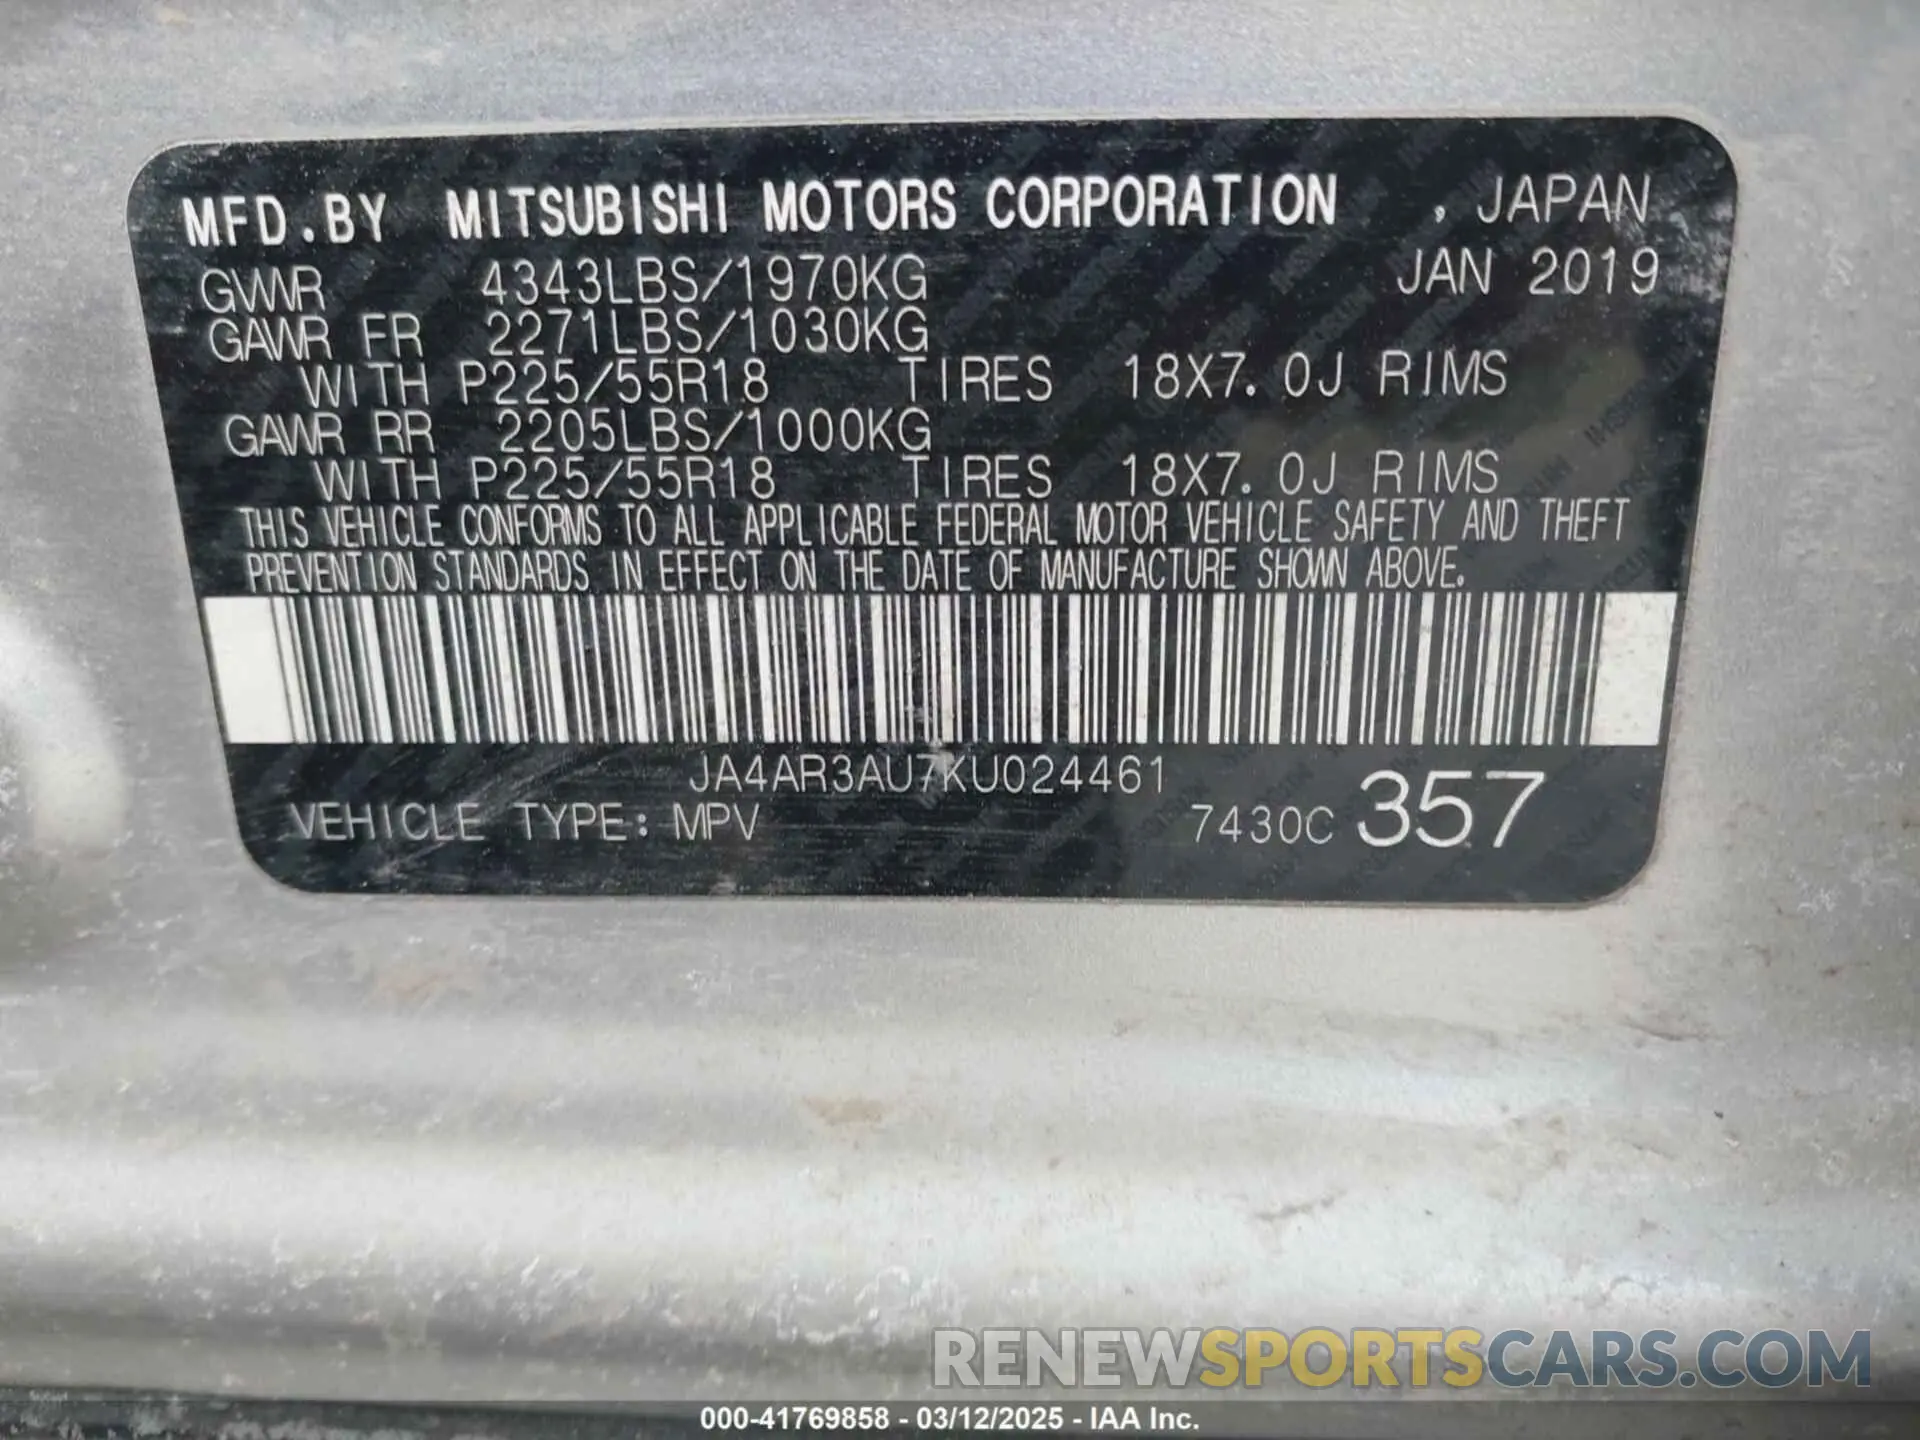 MFD.BY MITSUBISHI MOTORS CORPORATION , JAPAN
GVWR 4343LBS/1970KG JAN 2019
GAWR FR 2271LBS/1030KG
WITH P225/55R18 TIRES 18X7.0J RIMS
GAWR RR 2205LBS/1000KG
WITH P225/55R18 TIRES 18X7.0J RIMS
THIS VEHICLE CONFORMS TO ALL APPLICABLE FEDERAL MOTOR VEHICLE SAFETY AND THEFT
PREVENTION STANDARDS IN EFFECT ON THE DATE OF MANUFACTURE SHOWN ABOVE.
JA4AR3AU7KU024461
VEHICLE TYPE: MPV 7430C 357
RENEWSPORTSCARS.COM
000-41769858 - 03/12/2025 - IAA Inc.